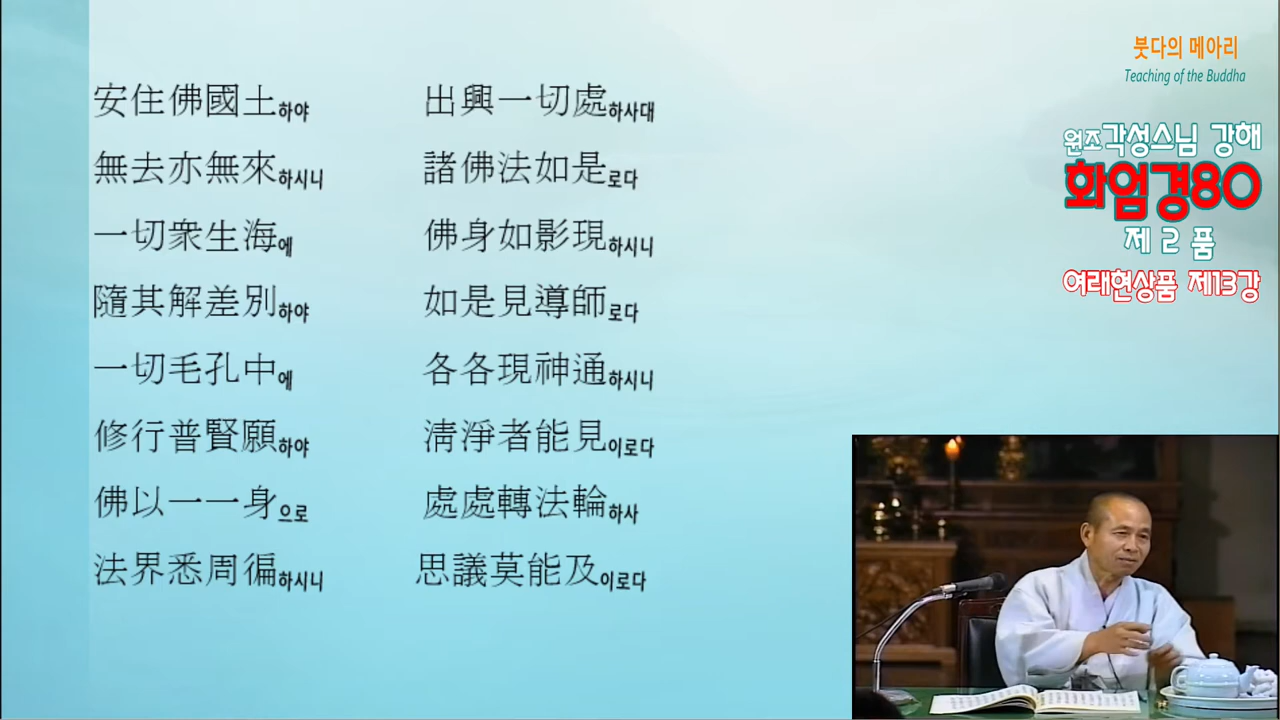 安住佛國土하야 出興一切處하사대
無去亦無來하시니 諸佛法如是로다
一切衆生海에 佛身如影現하시니
隨其解差別하야 如是見導師로다
一切毛孔中에 各各現神通하시니
修行普賢願하야 淸淨者能見이로다
佛以一一身으로 處處轉法輪하사
法界悉周徧하시니 思議莫能及이로다
붓다의 메아리
Teaching of the Buddha
원조각성스님 강해
화엄경80
제2품
여래현상품 제13강